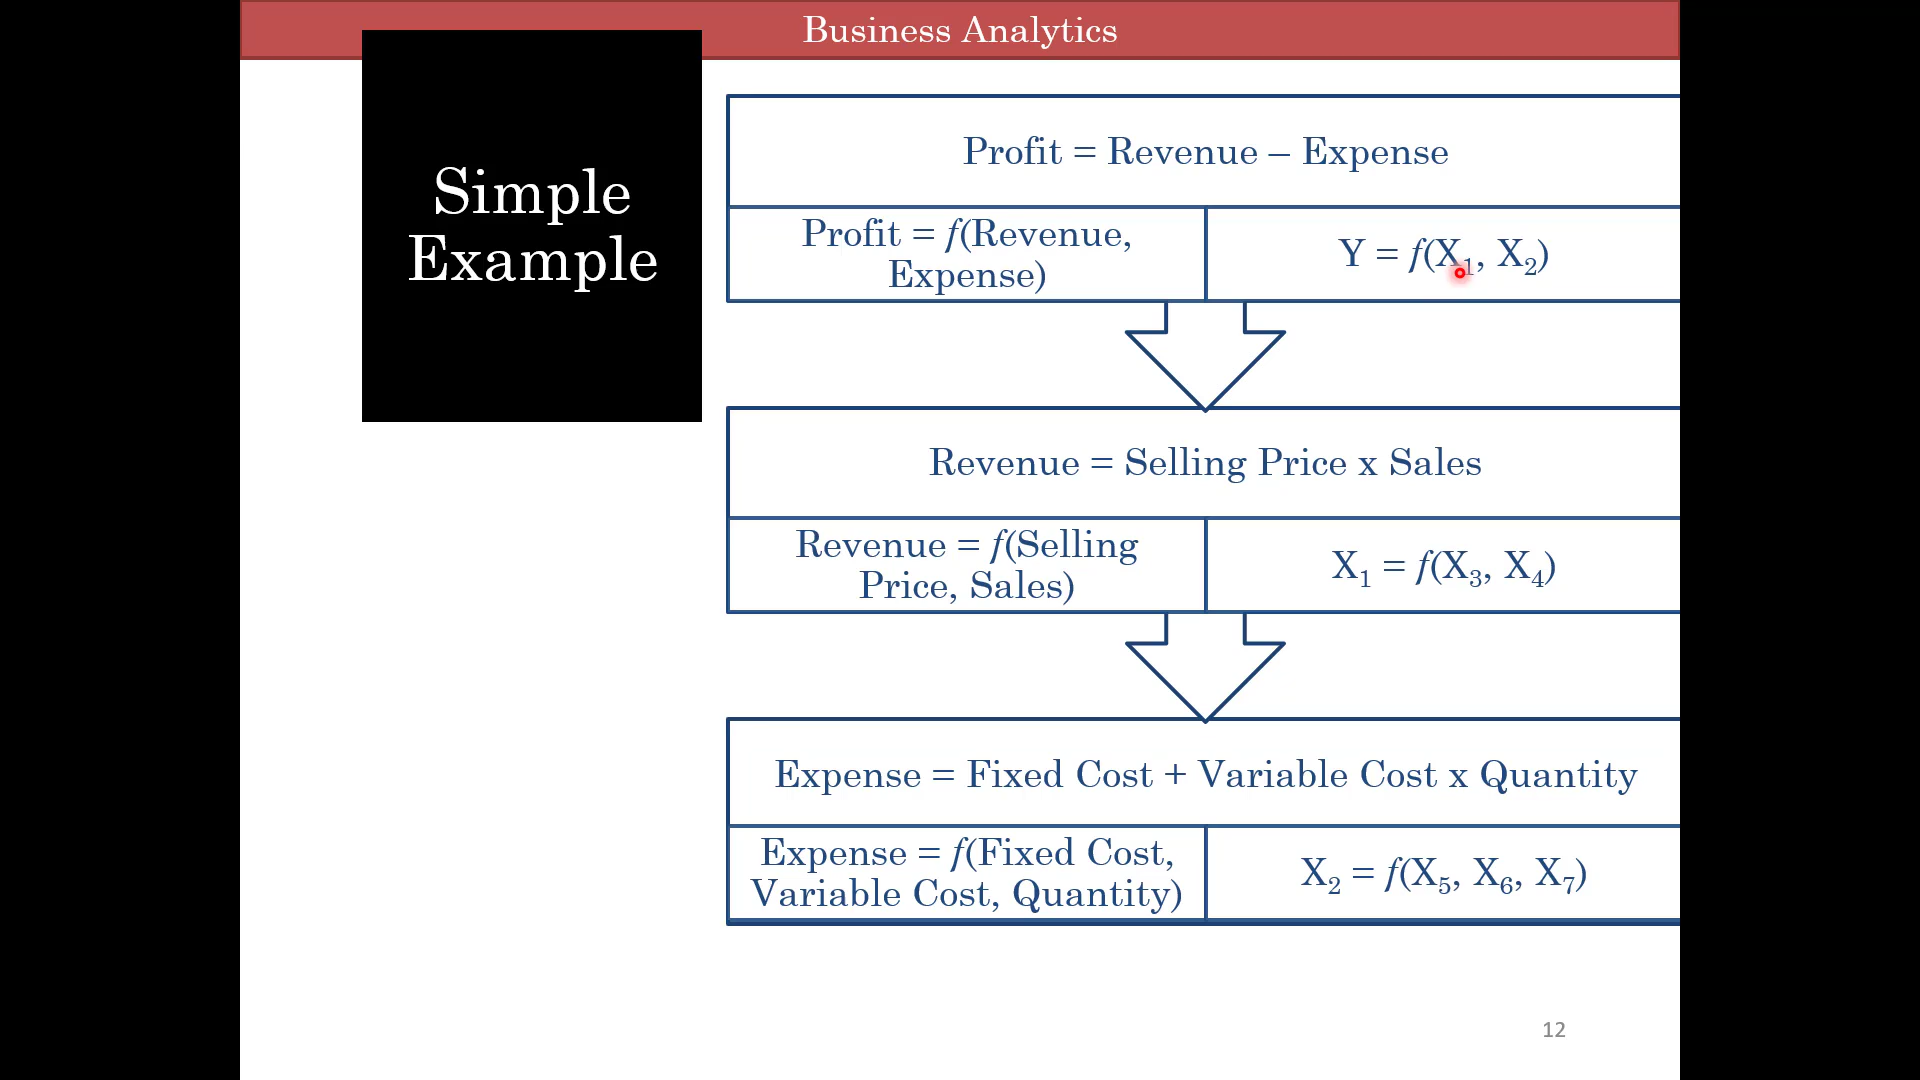 Business Analytics
Simple
Example
Profit = Revenue – Expense
Profit = f(Revenue,
Expense)
Y = f(X₁, X₂)
Revenue = Selling Price x Sales
Revenue = f(Selling
Price, Sales)
X₁ = f(X₃, X₄)
Expense = Fixed Cost + Variable Cost x Quantity
Expense = f(Fixed Cost,
Variable Cost, Quantity)
X₂ = f(X₅, X₆, X₇)
12